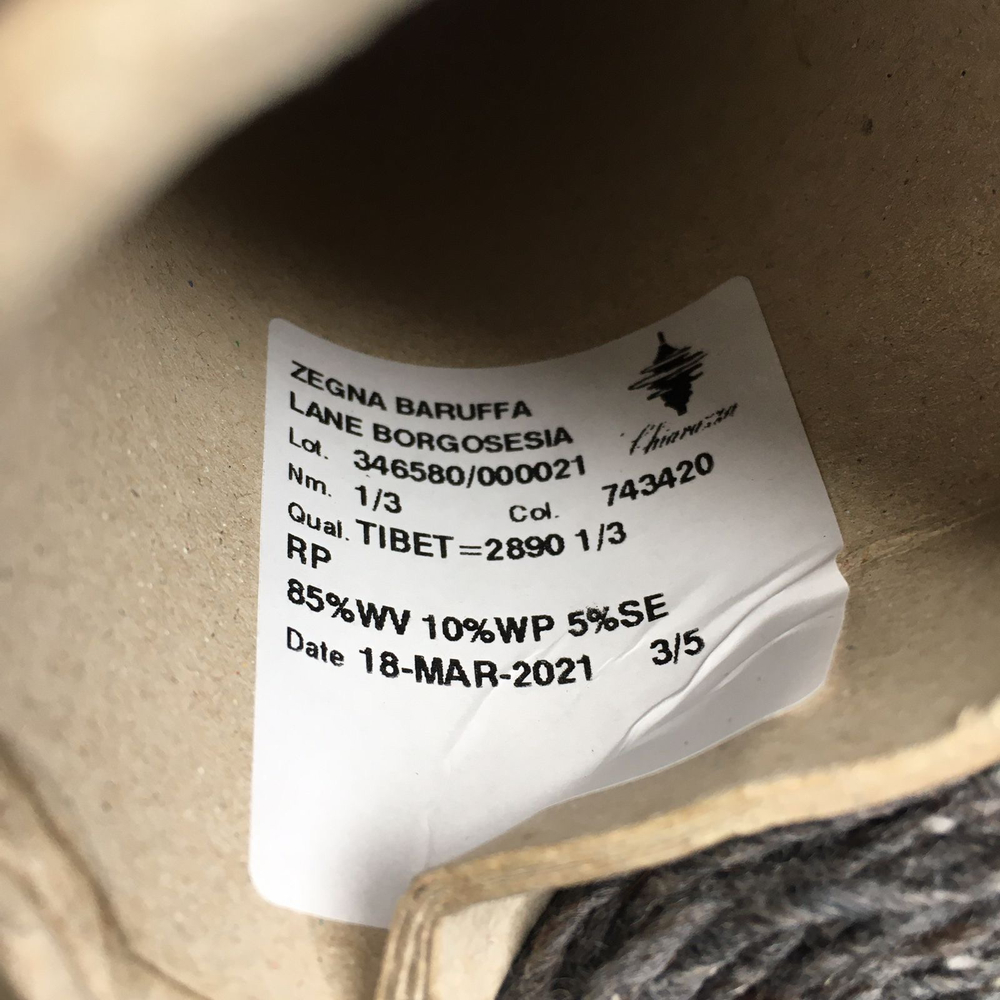 ZEGNA BARUFFA
LANE BORGOSESIA
Chiavazza
Lot. 346580/000021
Nm. 1/3 Col. 743420
Qual. TIBET=2890 1/3
RP
85%WV 10%WP 5%SE
Date 18-MAR-2021 3/5